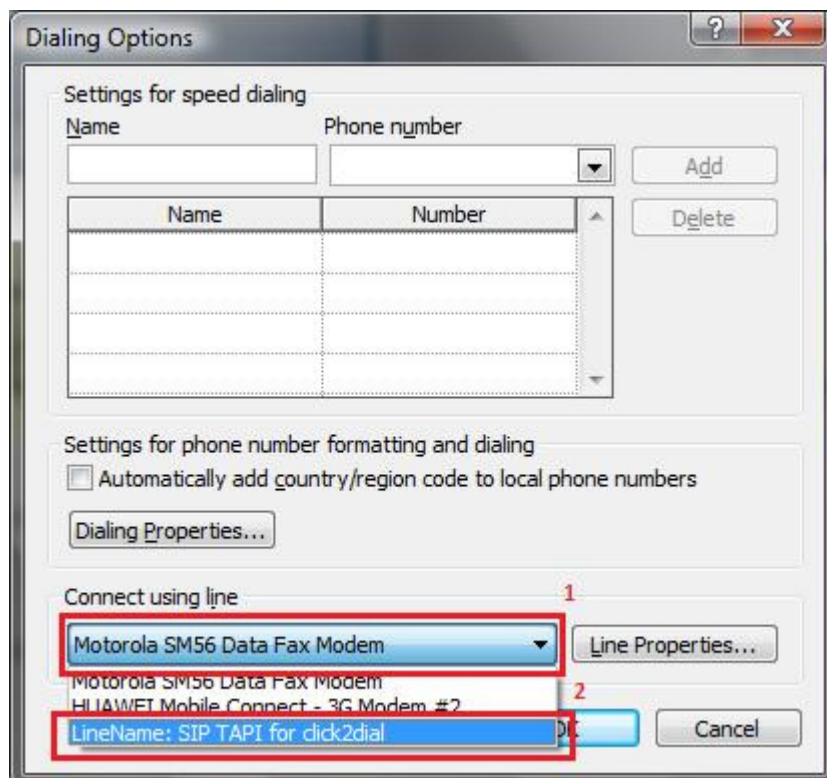 Dialing Options
Settings for speed dialing
Name Phone number
Add
Name Number
Delete
Settings for phone number formatting and dialing
Automatically add country/region code to local phone numbers
Dialing Properties...
Connect using line 1
Motorola SM56 Data Fax Modem Line Properties...
Motorola SM56 Data Fax Modem
HUAWEI Mobile Connect - 3G Modem #2 2
LineName: SIP TAPI for click2dial Cancel